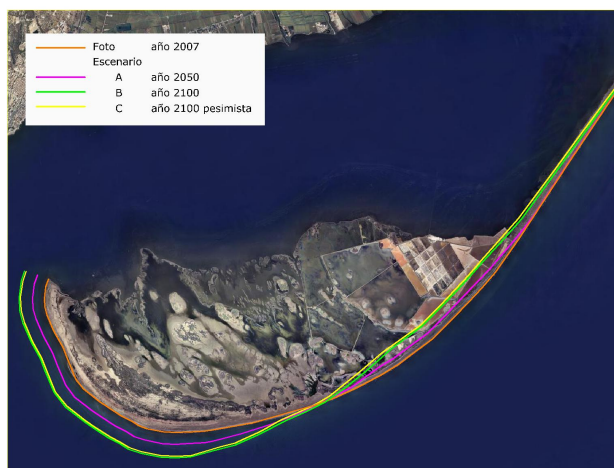 Foto año 2007
Escenario
A año 2050
B año 2100
C año 2100 pesimista